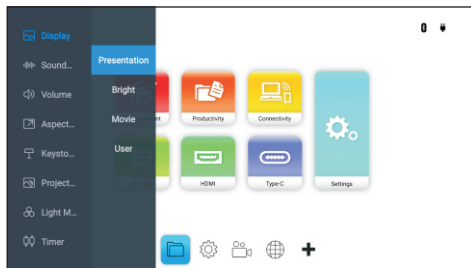 Display
Sound...
Volume
Aspect...
Keysto...
Project...
Light M...
Timer
Presentation
Bright
Movie
User
Productivity
Connectivity
HDMI
Type-C
Settings